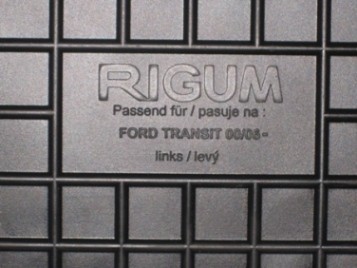 RIGUM
Passend für / pasuje na :
FORD TRANSIT 00/06-
links / levý